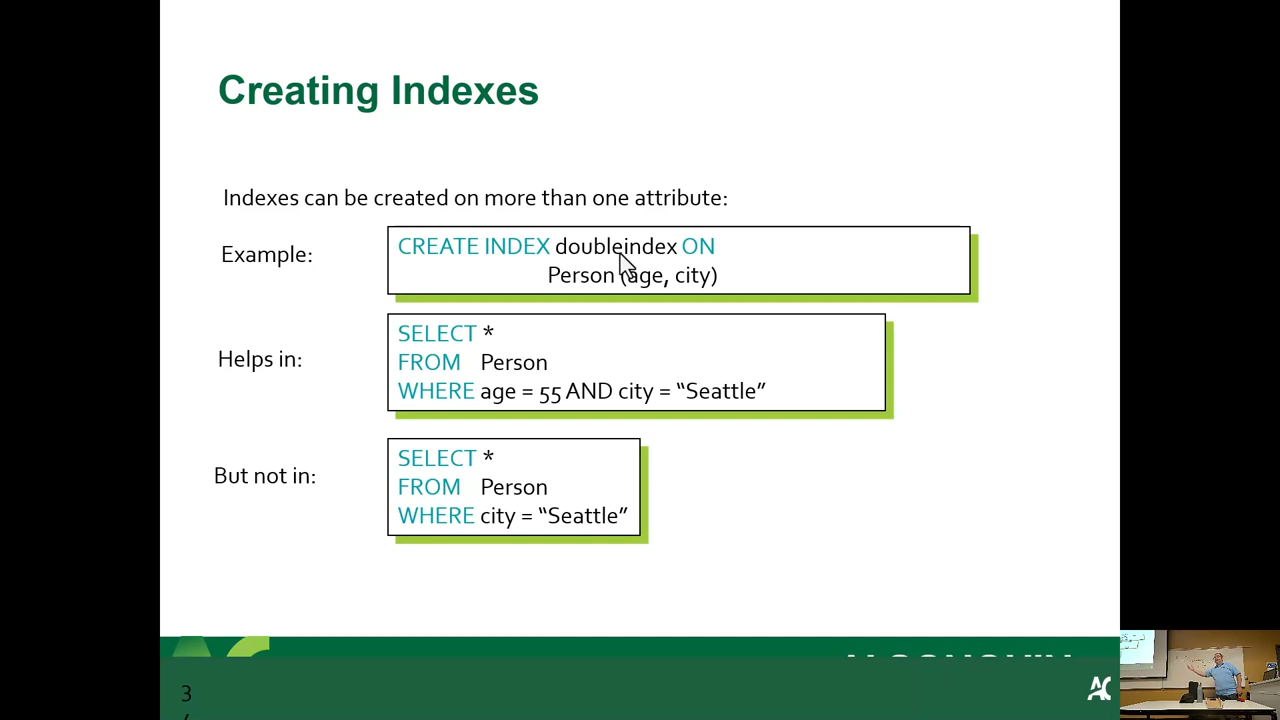 Creating Indexes
Indexes can be created on more than one attribute:
Example:
CREATE INDEX doubleindex ON
Person (age, city)
Helps in:
SELECT *
FROM Person
WHERE age = 55 AND city = “Seattle”
But not in:
SELECT *
FROM Person
WHERE city = “Seattle”
3
AC